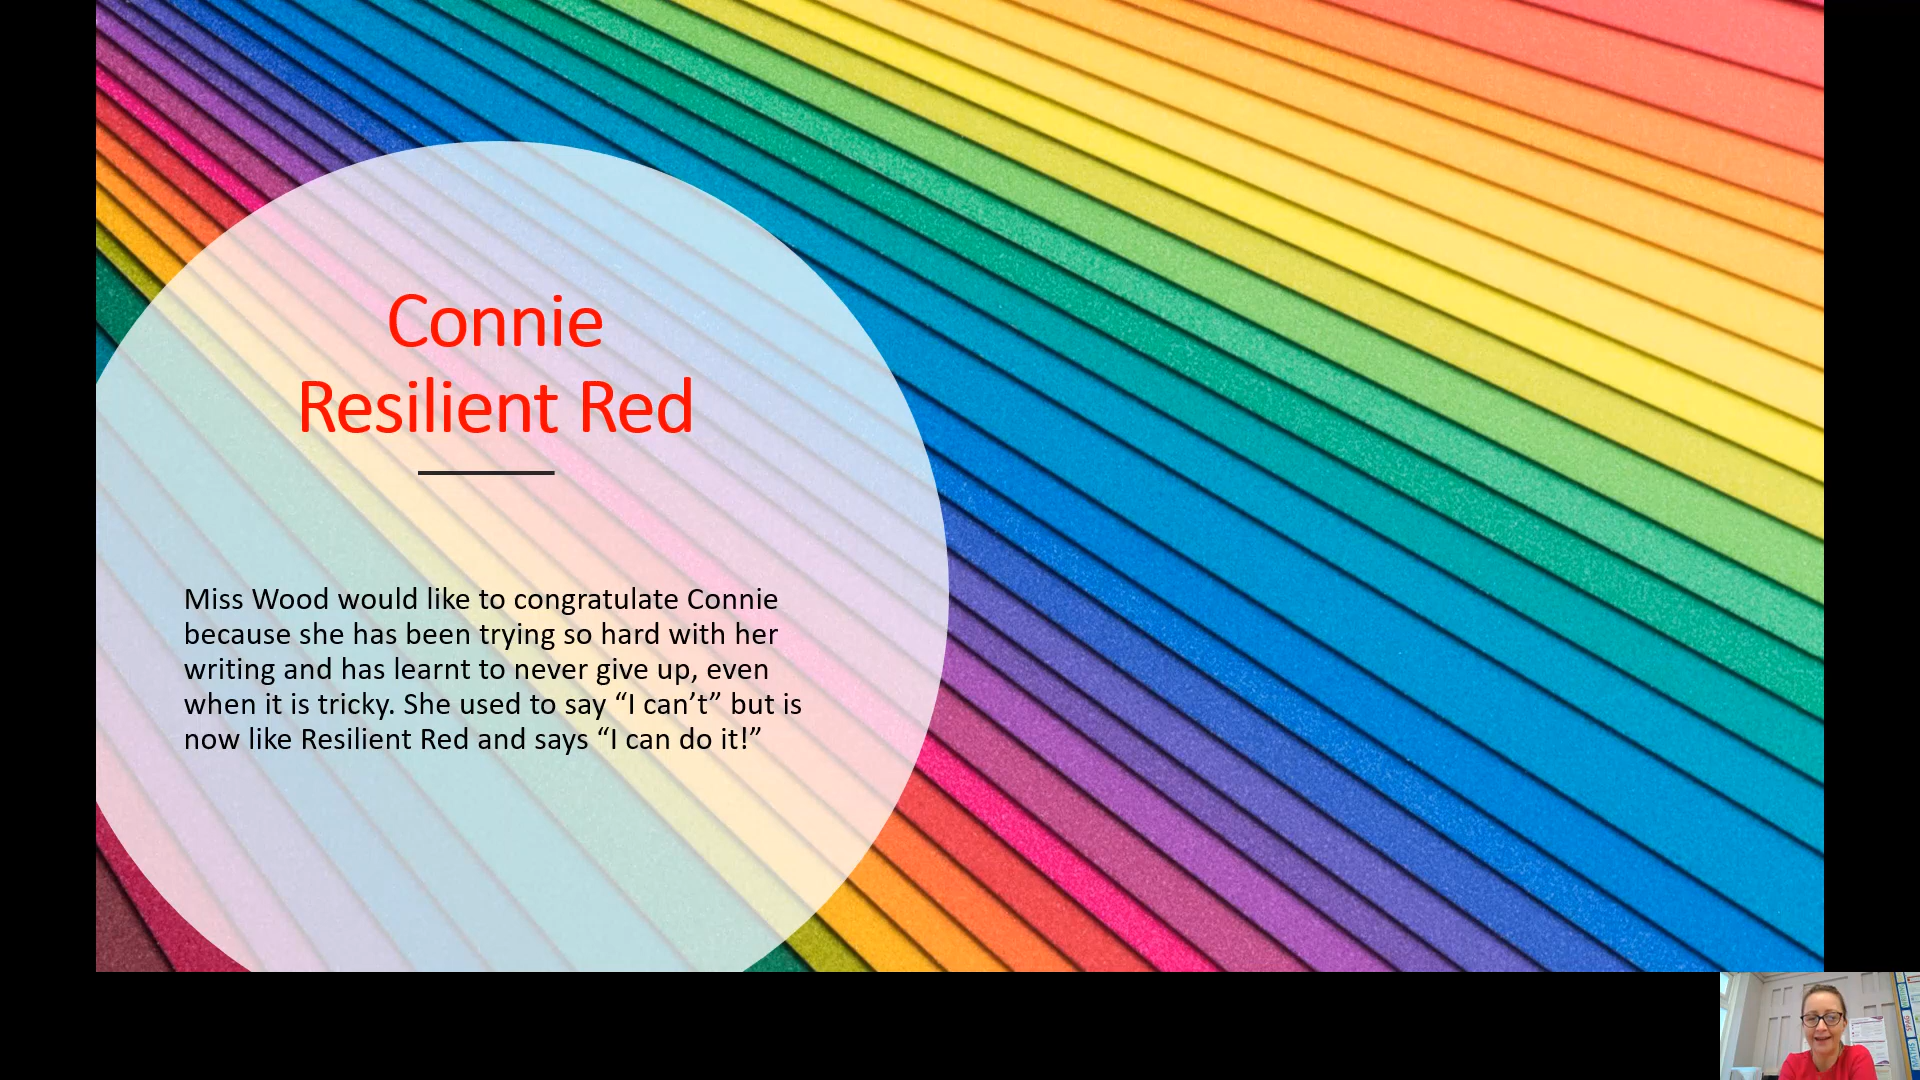 Connie
Resilient Red
Miss Wood would like to congratulate Connie
because she has been trying so hard with her
writing and has learnt to never give up, even
when it is tricky. She used to say “I can’t” but is
now like Resilient Red and says “I can do it!”
SPAG
MATHS